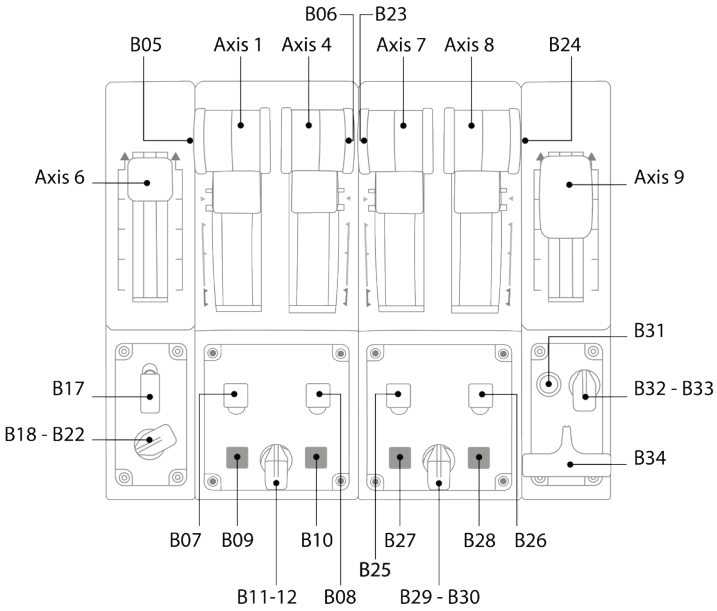 B06 B23
B05 Axis 1 Axis 4 Axis 7 Axis 8 B24
Axis 6 Axis 9
B31
B17 B32 - B33
B18 - B22
B34
B07 B09 B10 B27 B28 B26
B25
B11-12 B08 B29 - B30